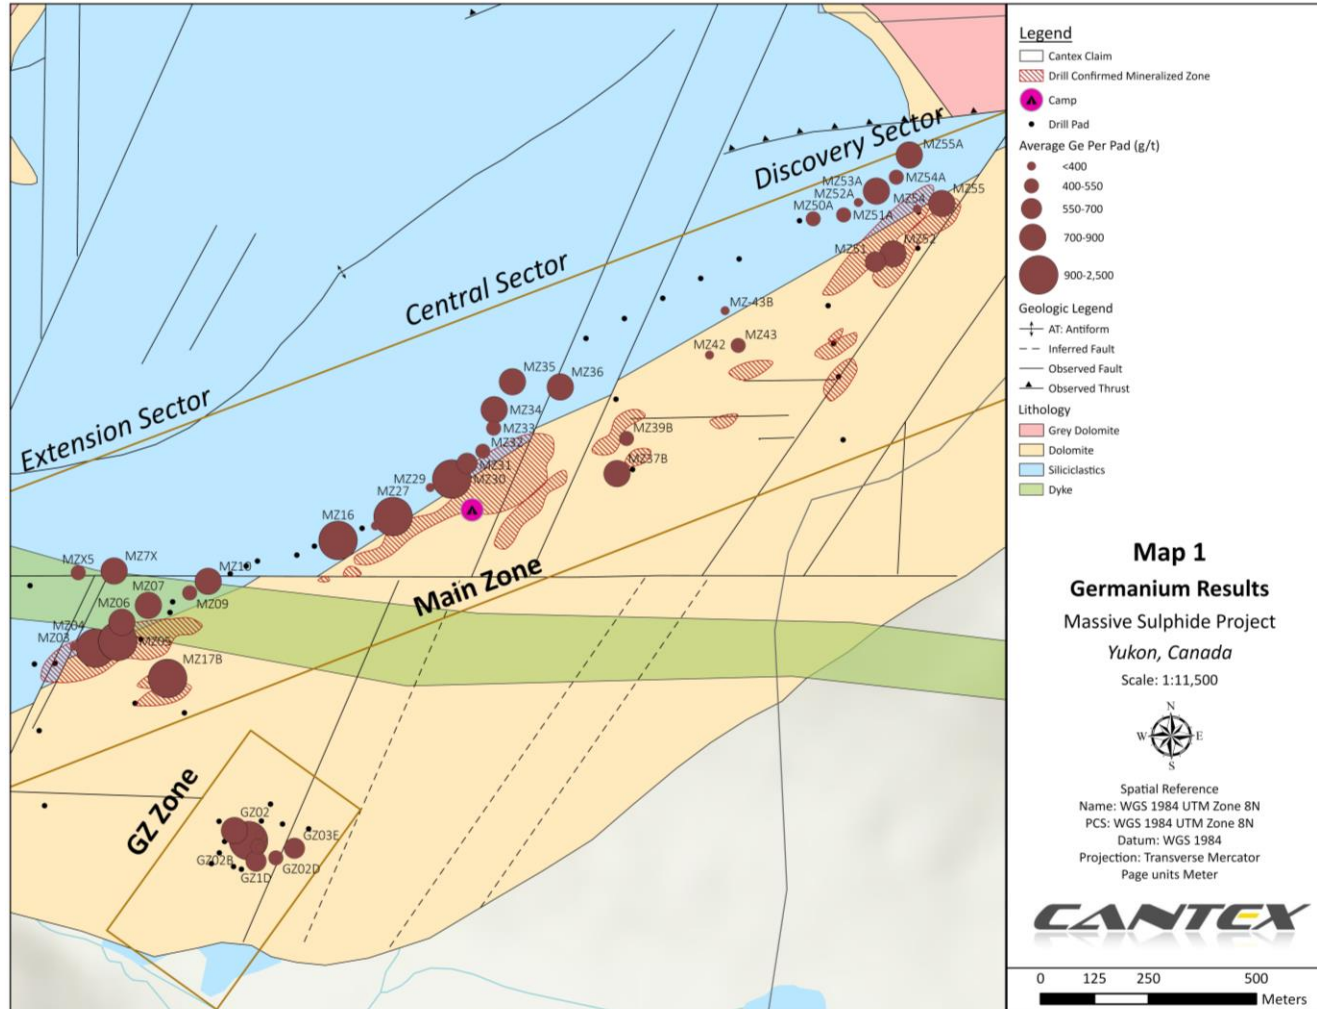 Discovery Sector
Central Sector
Extension Sector
Main Zone
GZ Zone
MZ55A
MZ53A
MZ54A
MZ52A
MZ54
MZ55
MZ50A
MZ51A
MZ51
MZ52
MZ-43B
MZ43
MZ42
MZ35
MZ36
MZ34
MZ33
MZ32
MZ39B
MZ31
MZ37B
MZ29
MZ30
MZ27
MZ16
MZX5
MZ7X
MZ10
MZ07
MZ09
MZ06
MZ04
MZ03
MZ05
MZ17B
GZ02
GZ03E
GZ02B
GZ02D
GZ1D
Legend
Cantex Claim
Drill Confirmed Mineralized Zone
Camp
Drill Pad
Average Ge Per Pad (g/t)
<400
400-550
550-700
700-900
900-2,500
Geologic Legend
AT: Antiform
Inferred Fault
Observed Fault
Observed Thrust
Lithology
Grey Dolomite
Dolomite
Siliciclastics
Dyke
Map 1
Germanium Results
Massive Sulphide Project
Yukon, Canada
Scale: 1:11,500
N
W E
S
Spatial Reference
Name: WGS 1984 UTM Zone 8N
PCS: WGS 1984 UTM Zone 8N
Datum: WGS 1984
Projection: Transverse Mercator
Page units Meter
CANTEX
0 125 250 500
Meters